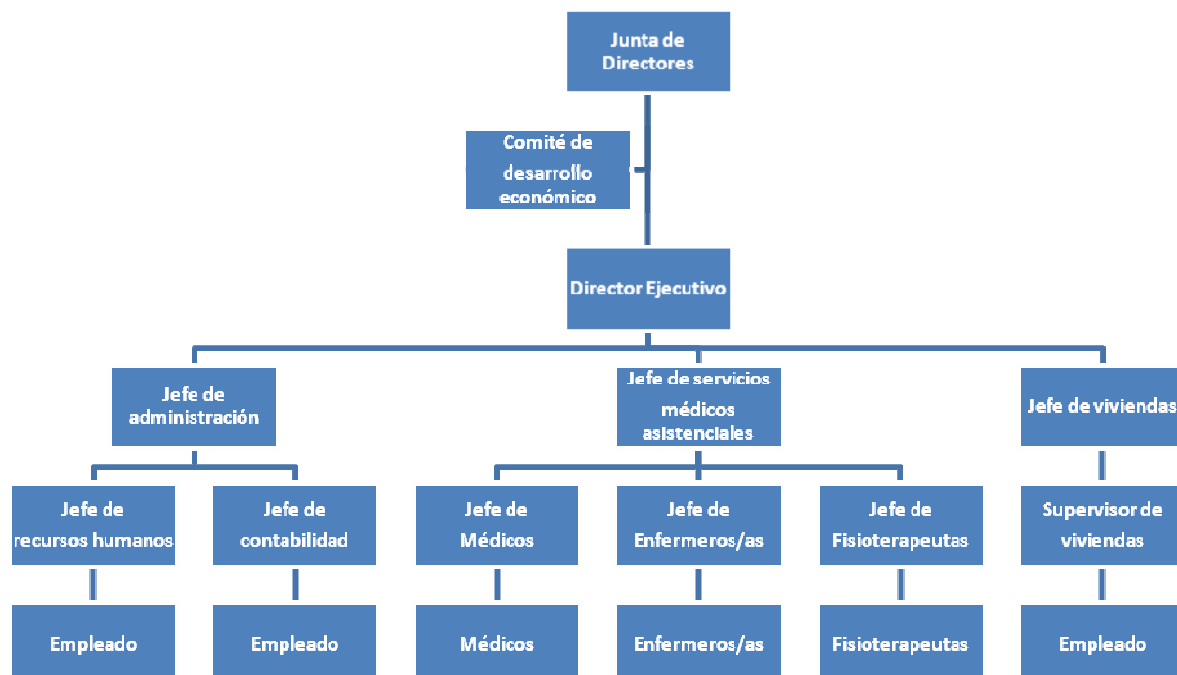 Junta de
Directores
Comité de
desarrollo
económico
Director Ejecutivo
Jefe de
administración
Jefe de servicios
médicos
asistenciales
Jefe de viviendas
Jefe de
recursos humanos
Jefe de
contabilidad
Jefe de
Médicos
Jefe de
Enfermeros/as
Jefe de
Fisioterapeutas
Supervisor de
viviendas
Empleado
Empleado
Médicos
Enfermeros/as
Fisioterapeutas
Empleado